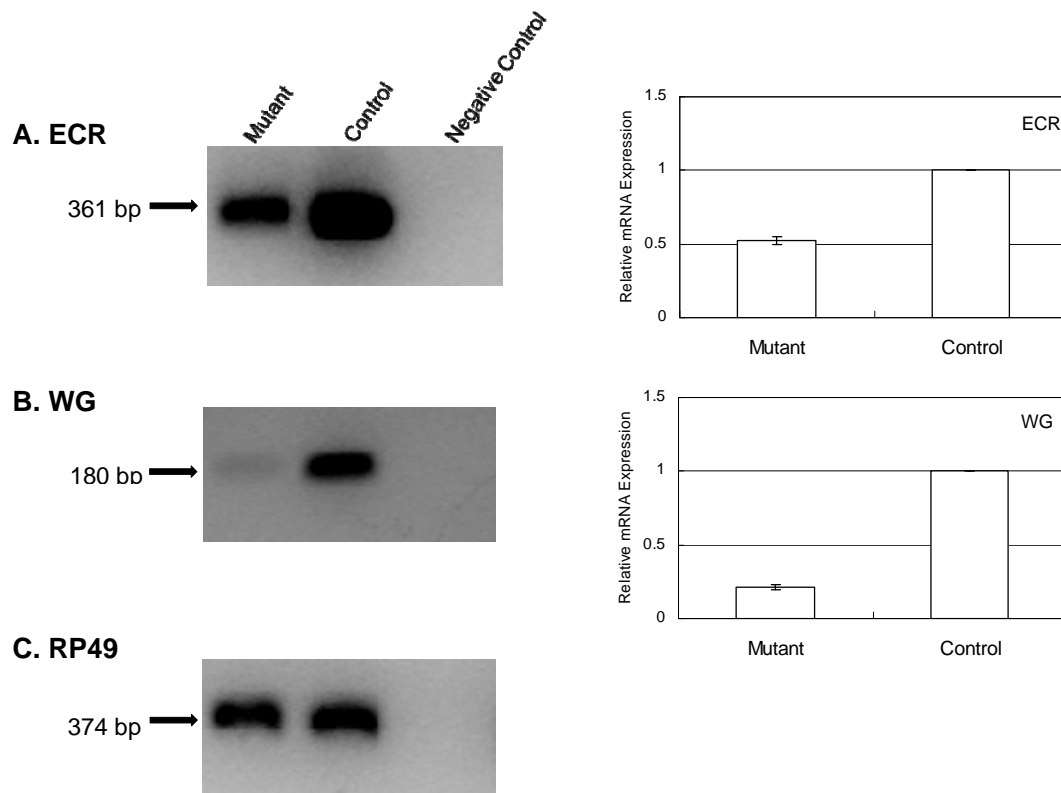 Mutant
Control
Negative Control
A. ECR
361 bp
1.5
1
0.5
0
Relative mRNA Expression
ECR
Mutant
Control
B. WG
180 bp
1.5
1
0.5
0
Relative mRNA Expression
WG
Mutant
Control
C. RP49
374 bp